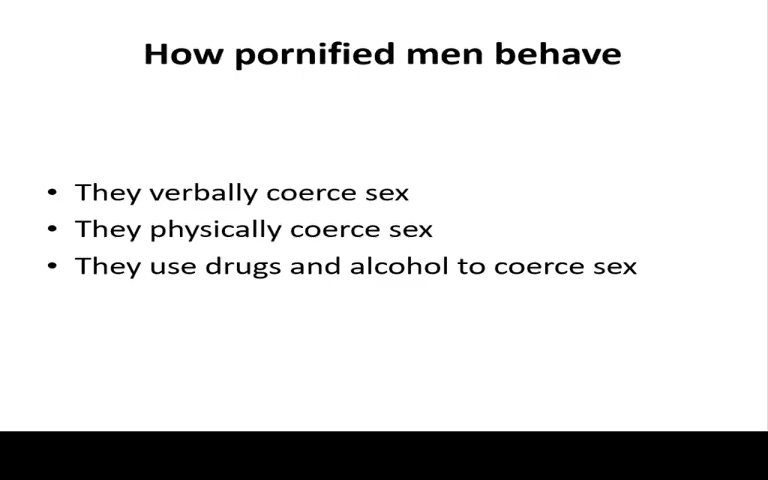 How pornified men behave
• They verbally coerce sex
• They physically coerce sex
• They use drugs and alcohol to coerce sex